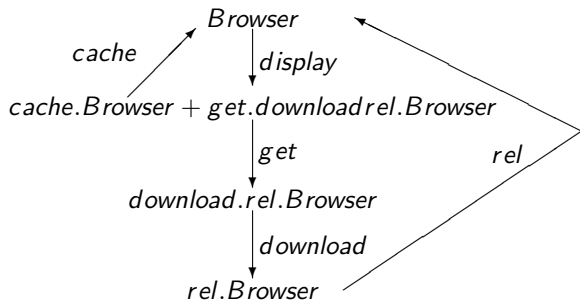 Browser
cache
display
cache.Browser + get.downloadrel.Browser
get
rel
download.rel.Browser
download
rel.Browser